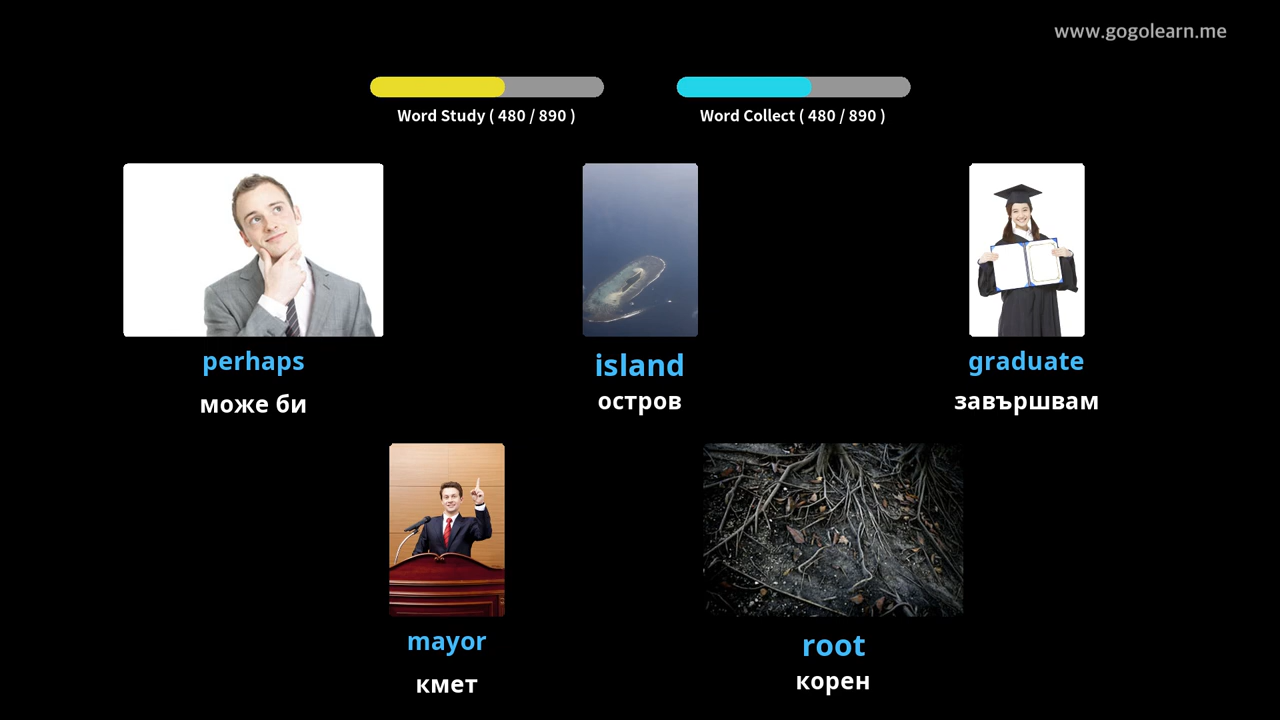 www.gogolearn.me
Word Study ( 480 / 890 )
Word Collect ( 480 / 890 )
perhaps
може би
island
остров
graduate
завършвам
mayor
кмет
root
корен